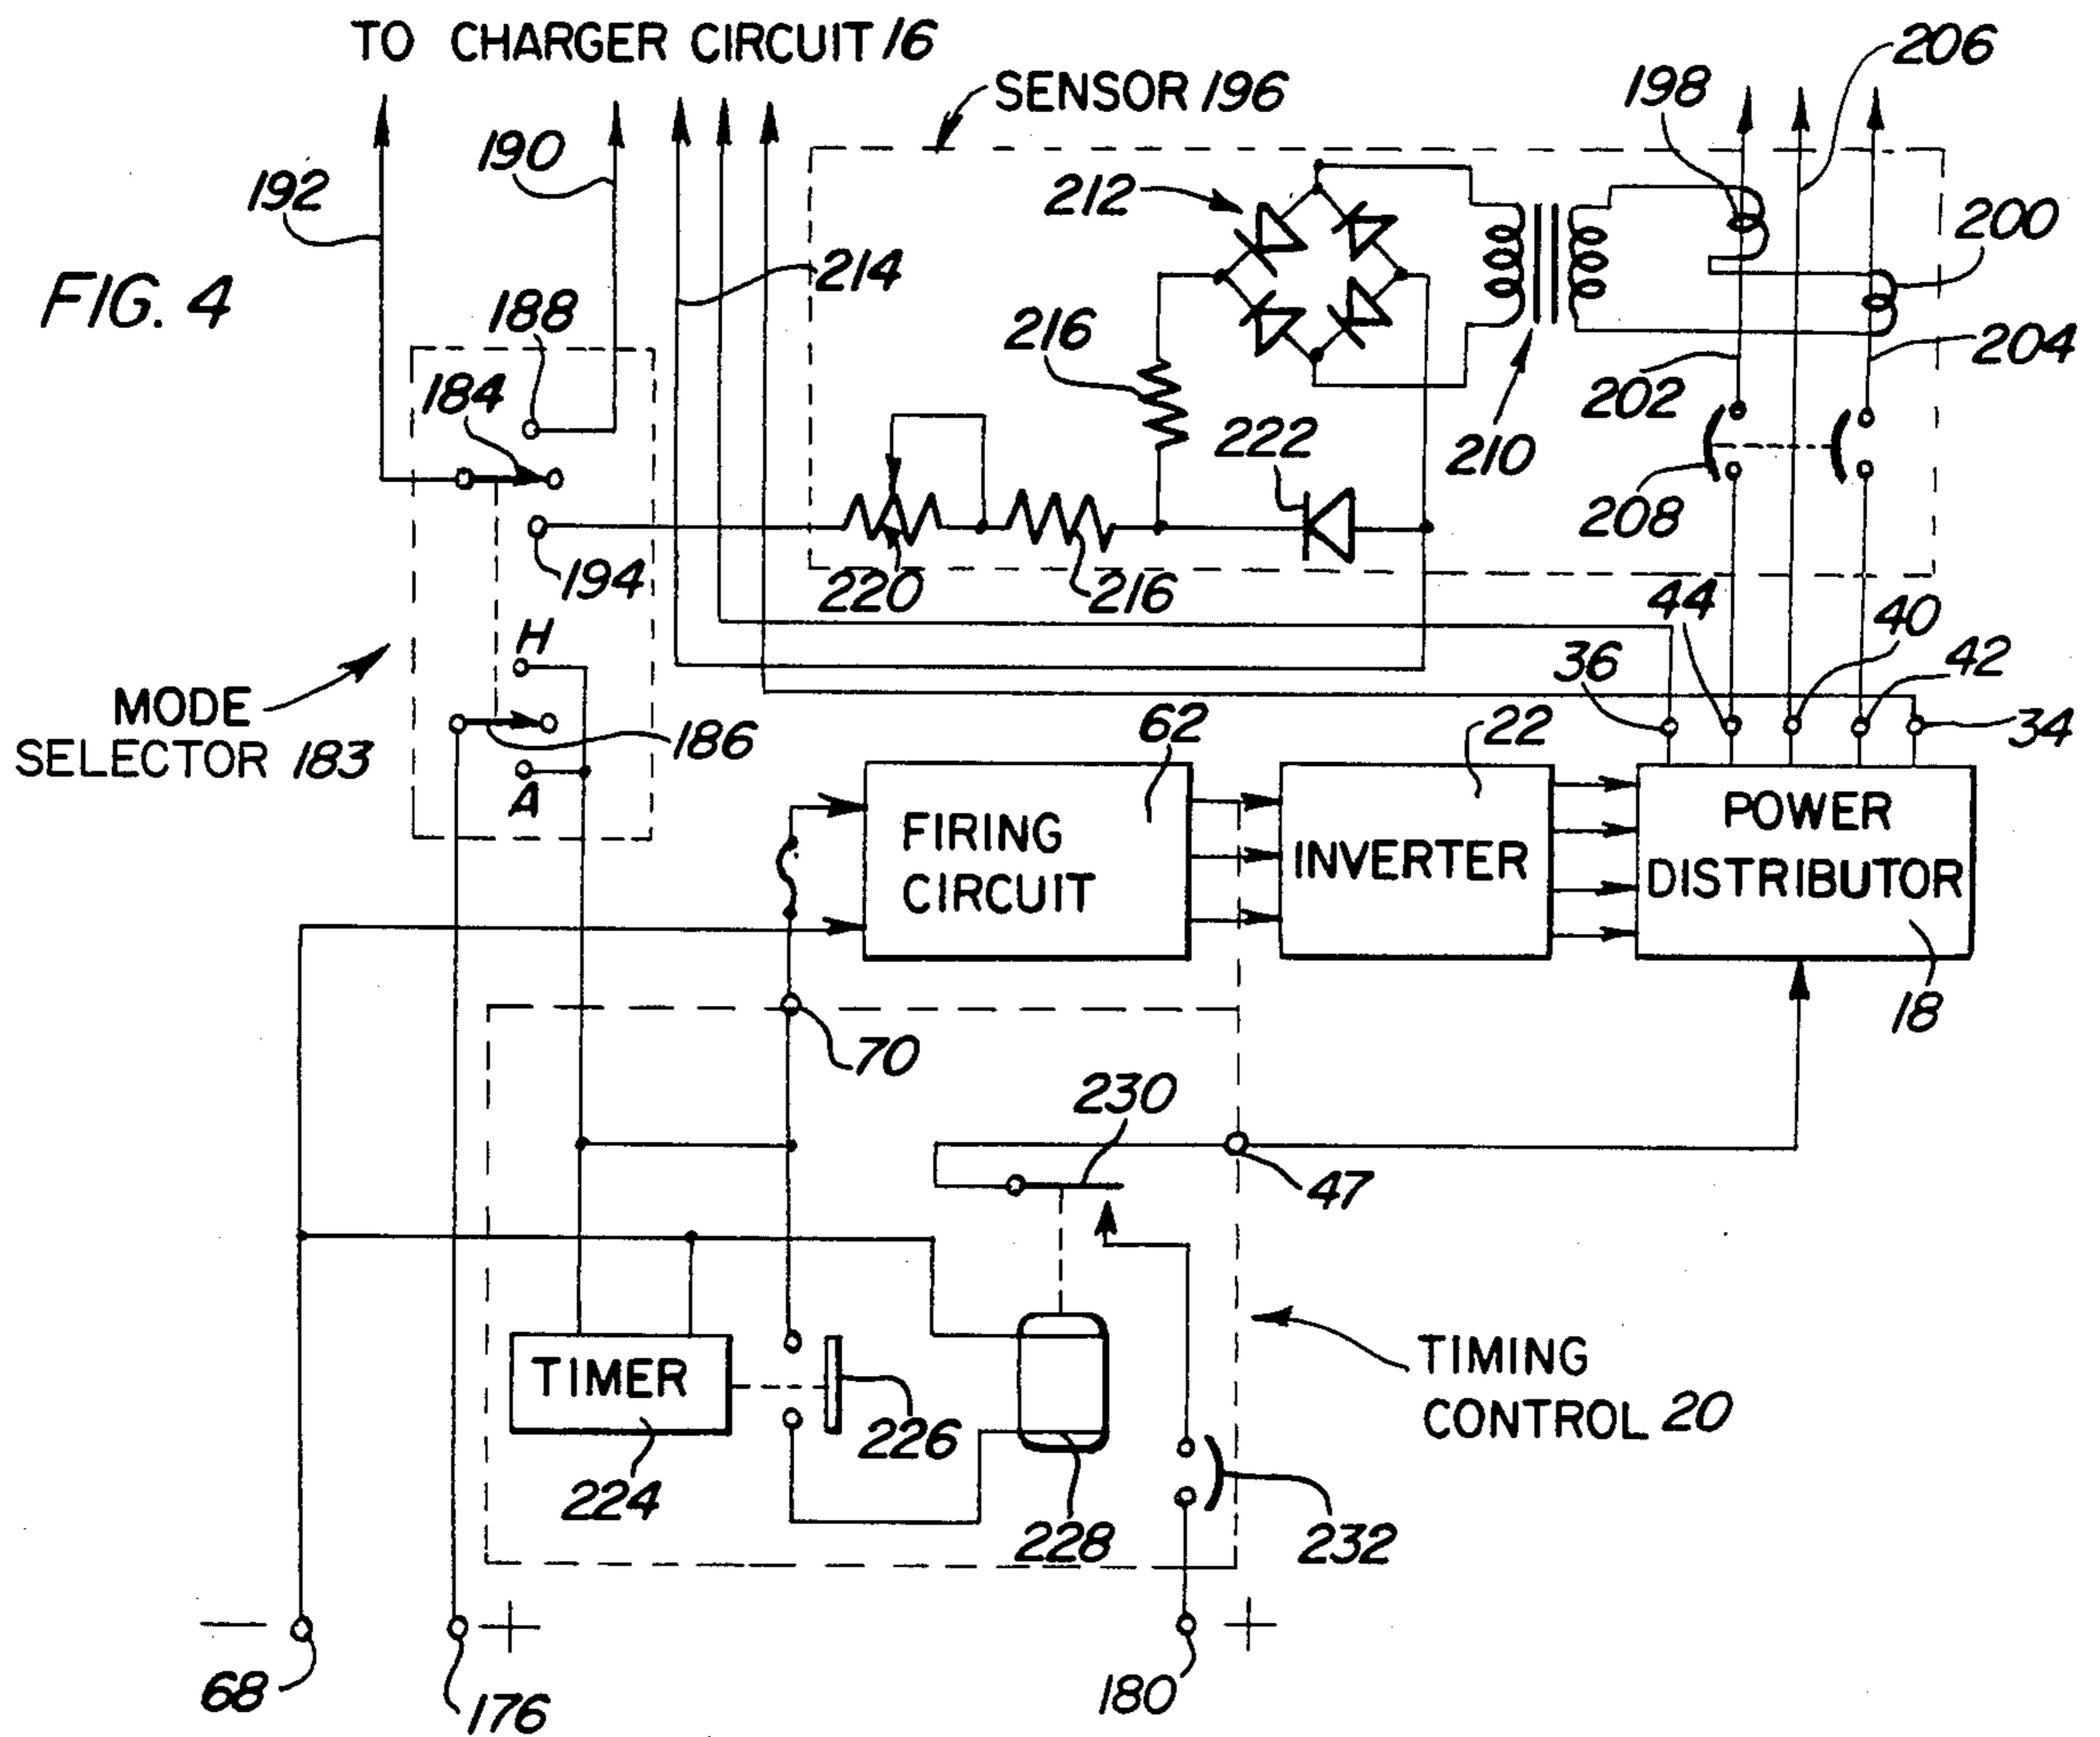 TO CHARGER CIRCUIT 16
206
SENSOR 196
198
190
212
192
200
214
FIG. 4
188
216
204
184
202
222
210
208
194
220
216
44
40
H
36
42
MODE
SELECTOR 183
186
62
22
34
A
FIRING
CIRCUIT
INVERTER
POWER
DISTRIBUTOR
18
70
230
47
TIMER
TIMING
CONTROL 20
226
224
228
232
— +
+
68
176
180